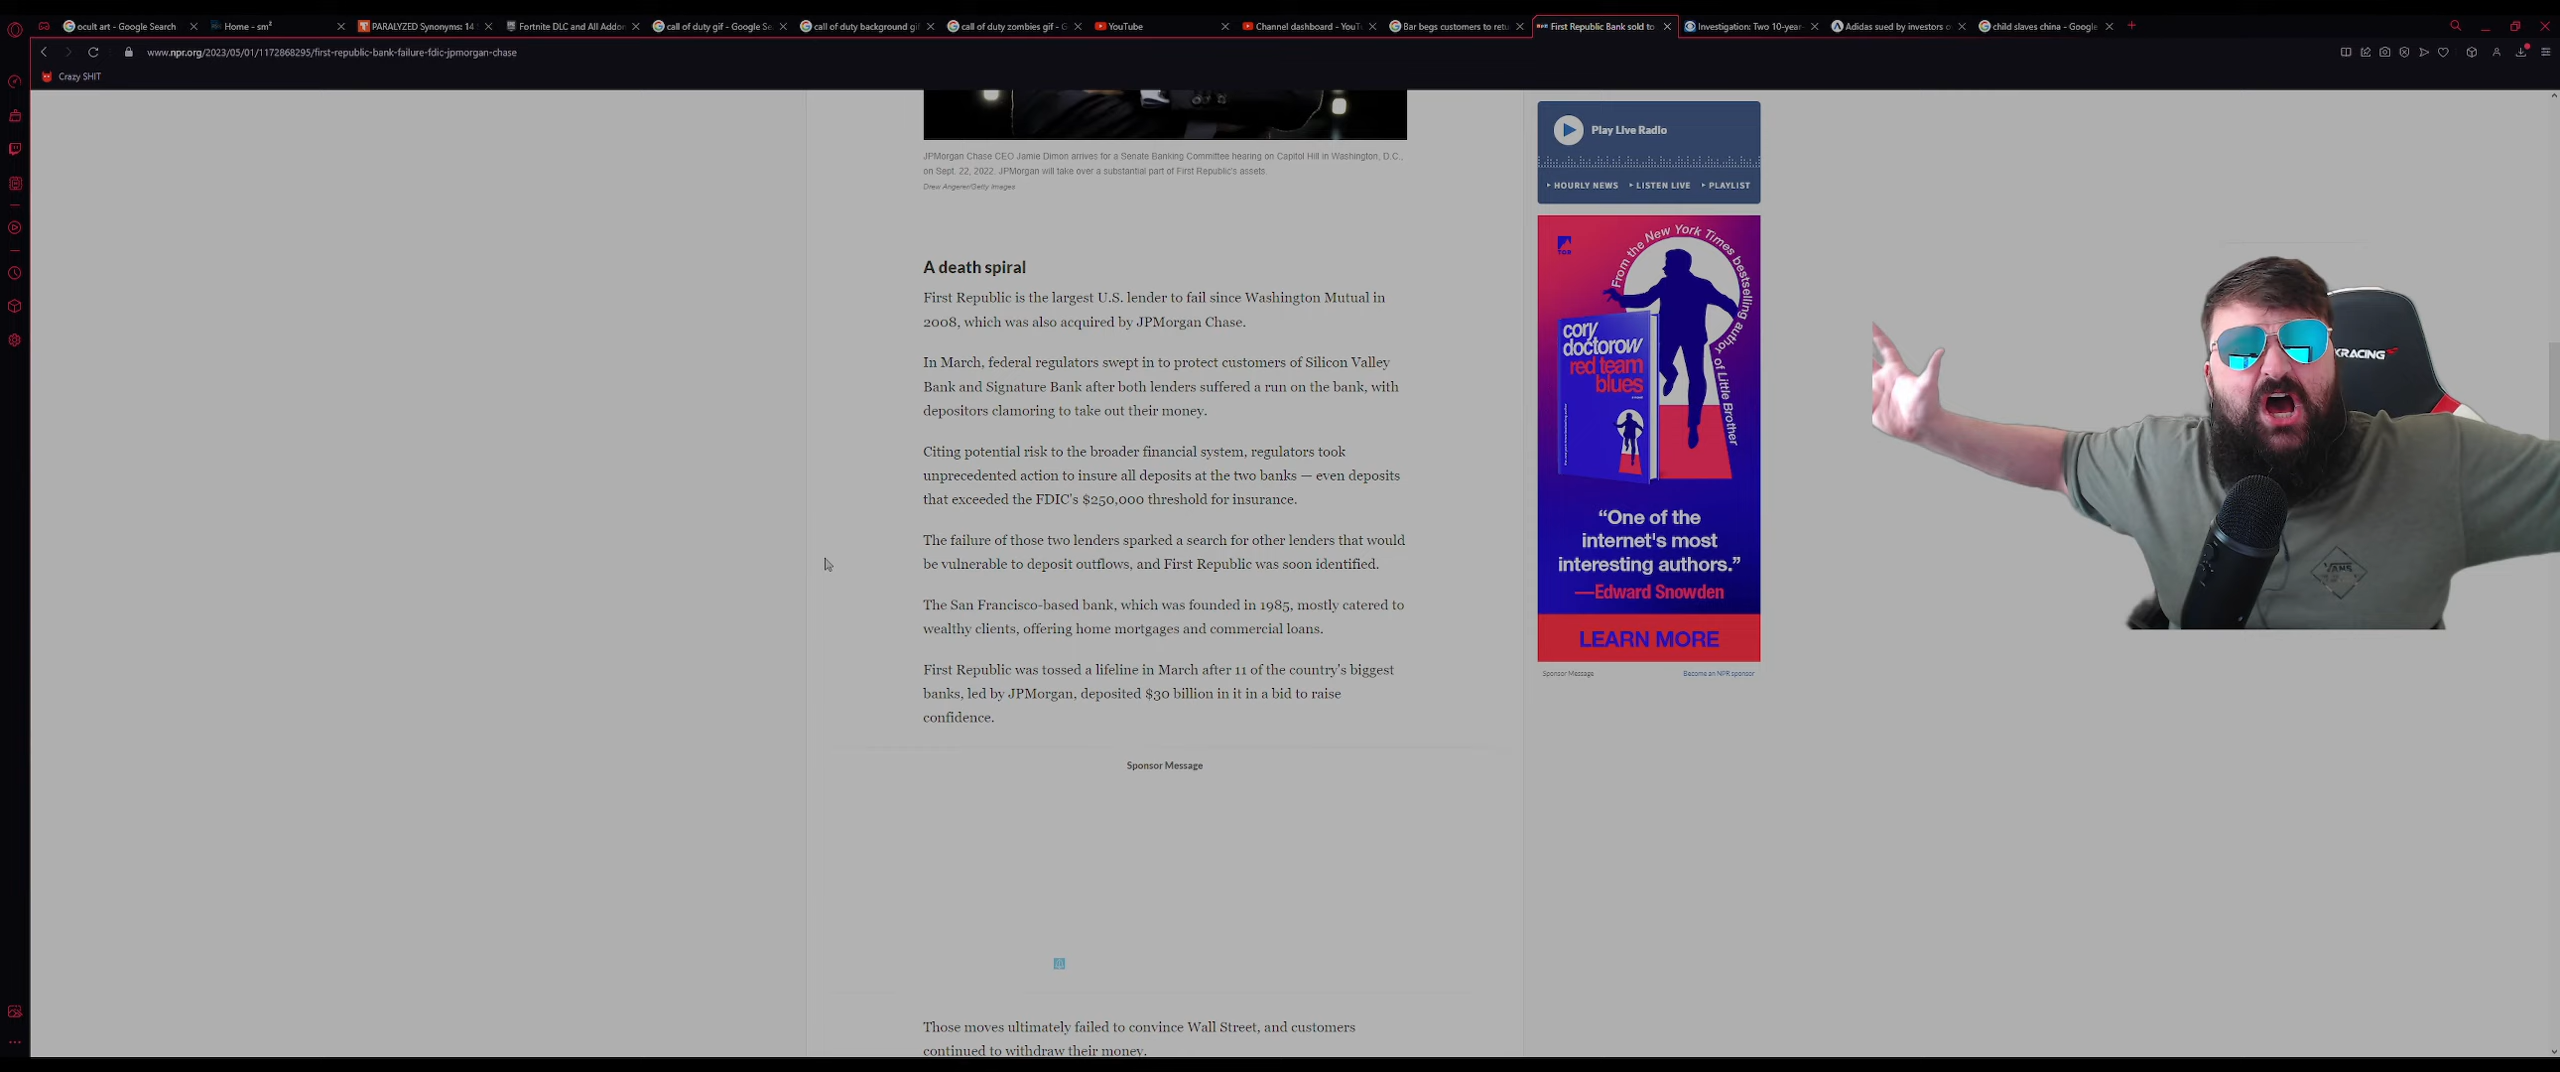 ocult art - Google Search
Home - sm²
PARALYZED Synonyms: 14
Fortnite DLC and All Addon
call of duty gif - Google Se
call of duty background gif
call of duty zombies gif - G
YouTube
Channel dashboard - YouT
Bar begs customers to retu
First Republic Bank sold to
Investigation: Two 10-year-
Adidas sued by investors o
child slaves china - Google
www.npr.org/2023/05/01/1172868295/first-republic-bank-failure-fdic-jpmorgan-chase
Crazy SHIT
JPMorgan Chase CEO Jamie Dimon arrives for a Senate Banking Committee hearing on Capitol Hill in Washington, D.C.,
on Sept. 22, 2022. JPMorgan will take over a substantial part of First Republic's assets.
Drew Angerer/Getty Images
A death spiral
First Republic is the largest U.S. lender to fail since Washington Mutual in
2008, which was also acquired by JPMorgan Chase.
In March, federal regulators swept in to protect customers of Silicon Valley
Bank and Signature Bank after both lenders suffered a run on the bank, with
depositors clamoring to take out their money.
Citing potential risk to the broader financial system, regulators took
unprecedented action to insure all deposits at the two banks — even deposits
that exceeded the FDIC's $250,000 threshold for insurance.
The failure of those two lenders sparked a search for other lenders that would
be vulnerable to deposit outflows, and First Republic was soon identified.
The San Francisco-based bank, which was founded in 1985, mostly catered to
wealthy clients, offering home mortgages and commercial loans.
First Republic was tossed a lifeline in March after 11 of the country's biggest
banks, led by JPMorgan, deposited $30 billion in it in a bid to raise
confidence.
Sponsor Message
Those moves ultimately failed to convince Wall Street, and customers
continued to withdraw their money.
Play Live Radio
HOURLY NEWS
LISTEN LIVE
PLAYLIST
TOR
From the New York Times bestselling author of Little Brother
cory
doctorow
red team
blues
“One of the
internet's most
interesting authors.”
—Edward Snowden
LEARN MORE
Sponsor Message
Become an NPR sponsor
KRACING
VANS